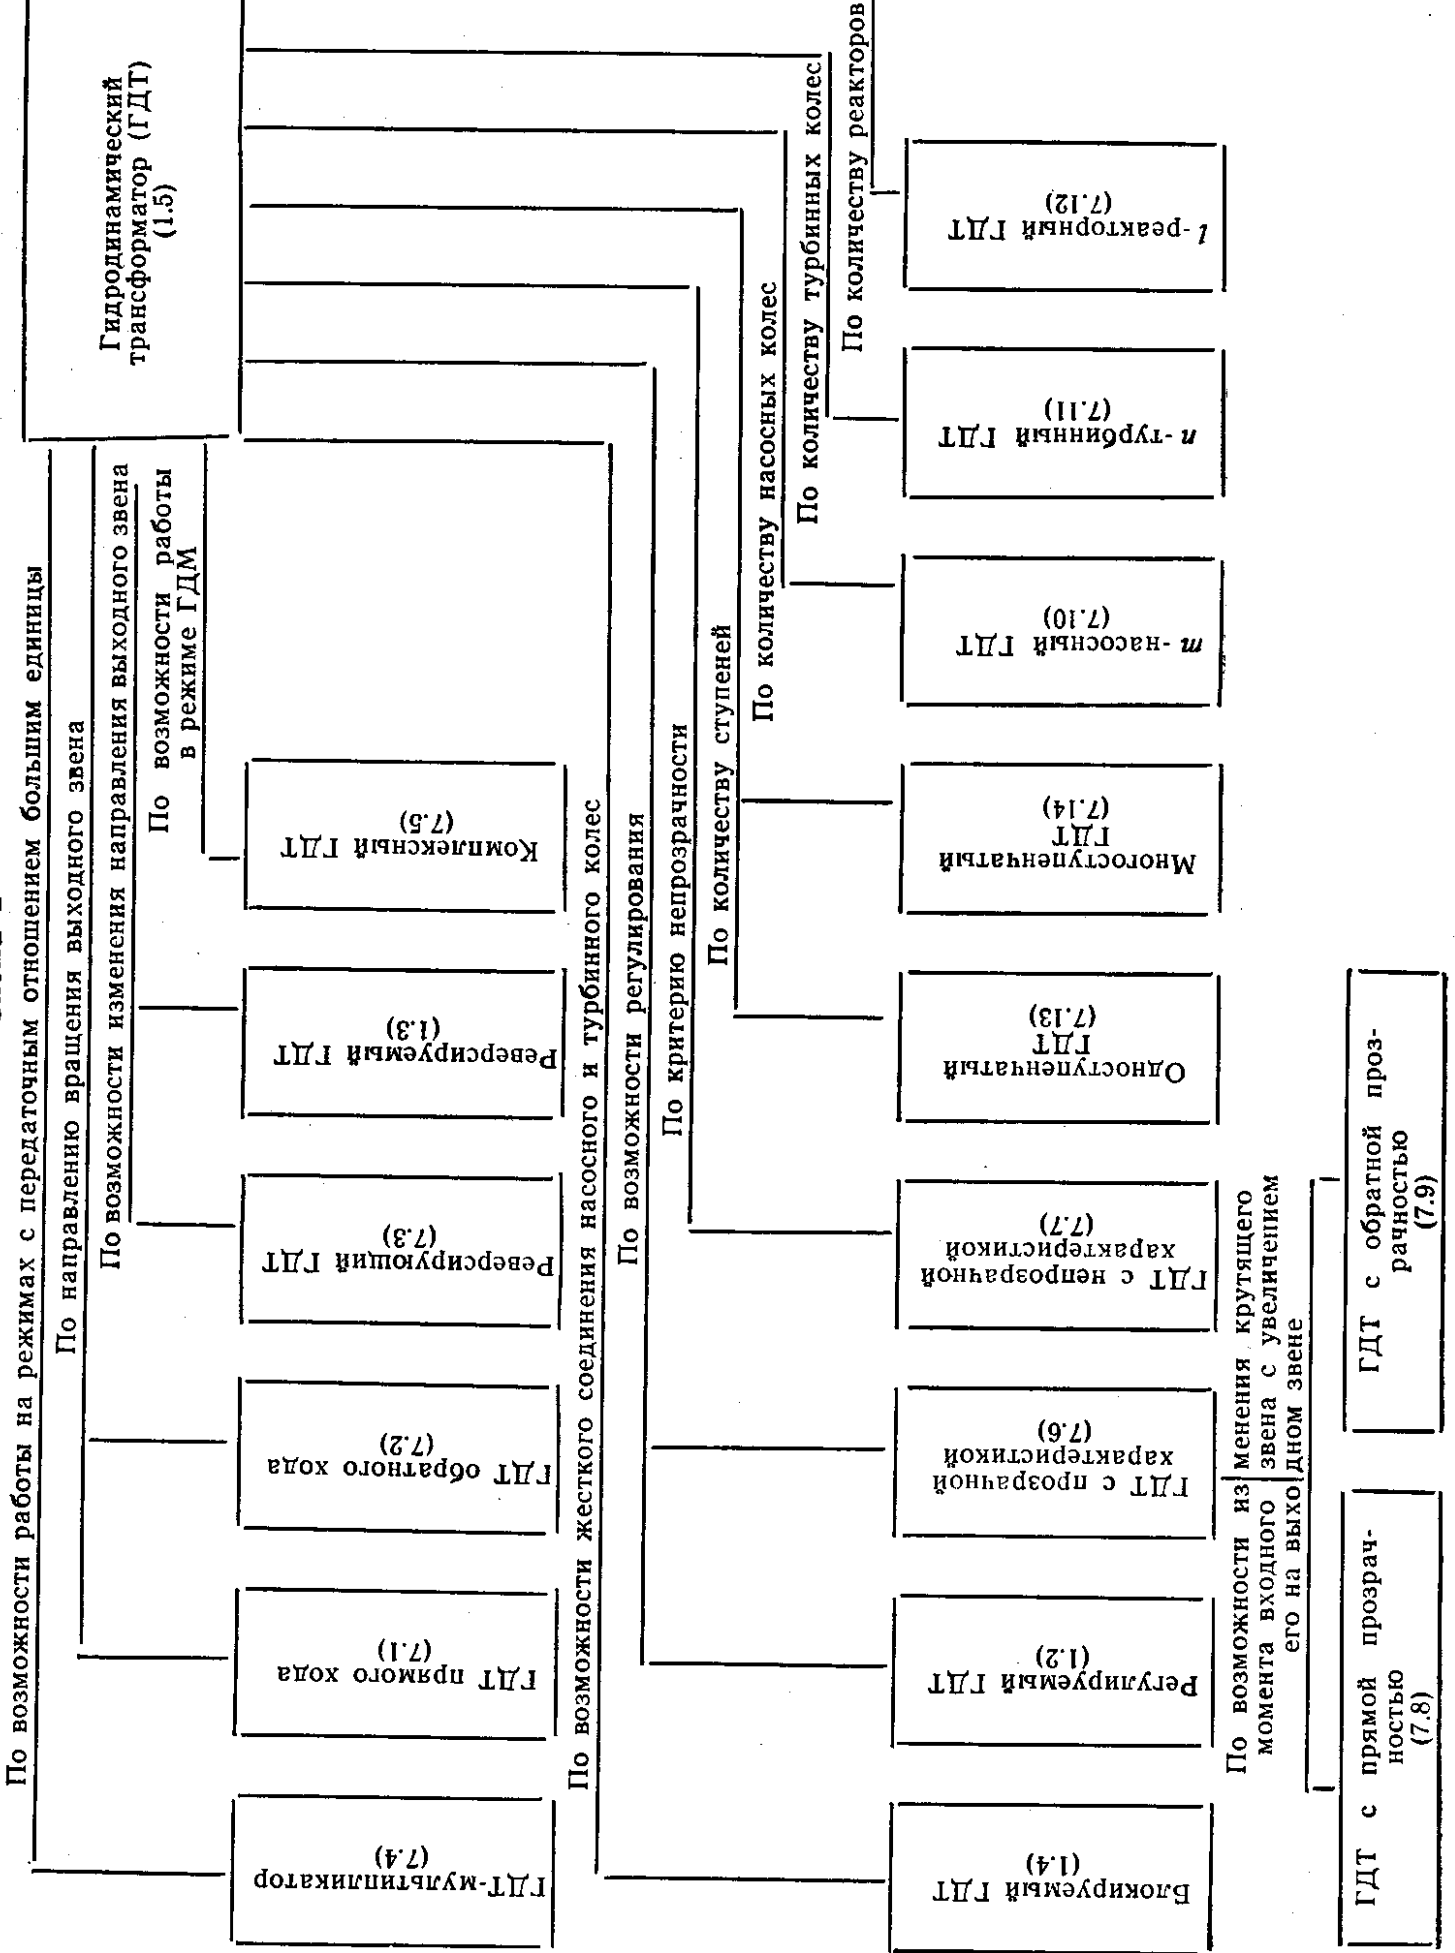 Гидродинамический
трансформатор (ГДТ)
(1.5)
По возможности работы на режимах с передаточным отношением большим единицы
По направлению вращения выходного звена
По возможности изменения направления выходного звена
По возможности работы
в режиме ГДМ
ГДТ-мультипликатор
(7.4)
ГДТ прямого хода
(7.1)
ГДТ обратного хода
(7.2)
Реверсирующий ГДТ
(7.3)
Реверсируемый ГДТ
(1.3)
Комплексный ГДТ
(7.5)
По возможности жесткого соединения насосного и турбинного колес
По возможности регулирования
По критерию непрозрачности
По количеству ступеней
По количеству насосных колес
По количеству турбинных колес
По количеству реакторов
Блокируемый ГДТ
(1.4)
Регулируемый ГДТ
(1.2)
ГДТ с прозрачной
характеристикой
(7.6)
ГДТ с непрозрачной
характеристикой
(7.7)
Одноступенчатый
ГДТ
(7.13)
Многоступенчатый
ГДТ
(7.14)
m-насосный ГДТ
(7.10)
n-турбинный ГДТ
(7.11)
l-реакторный ГДТ
(7.12)
По возможности изменения крутящего
момента входного звена с увеличением
его на выходном звене
ГДТ с прямой прозрач-
ностью
(7.8)
ГДТ с обратной проз-
рачностью
(7.9)